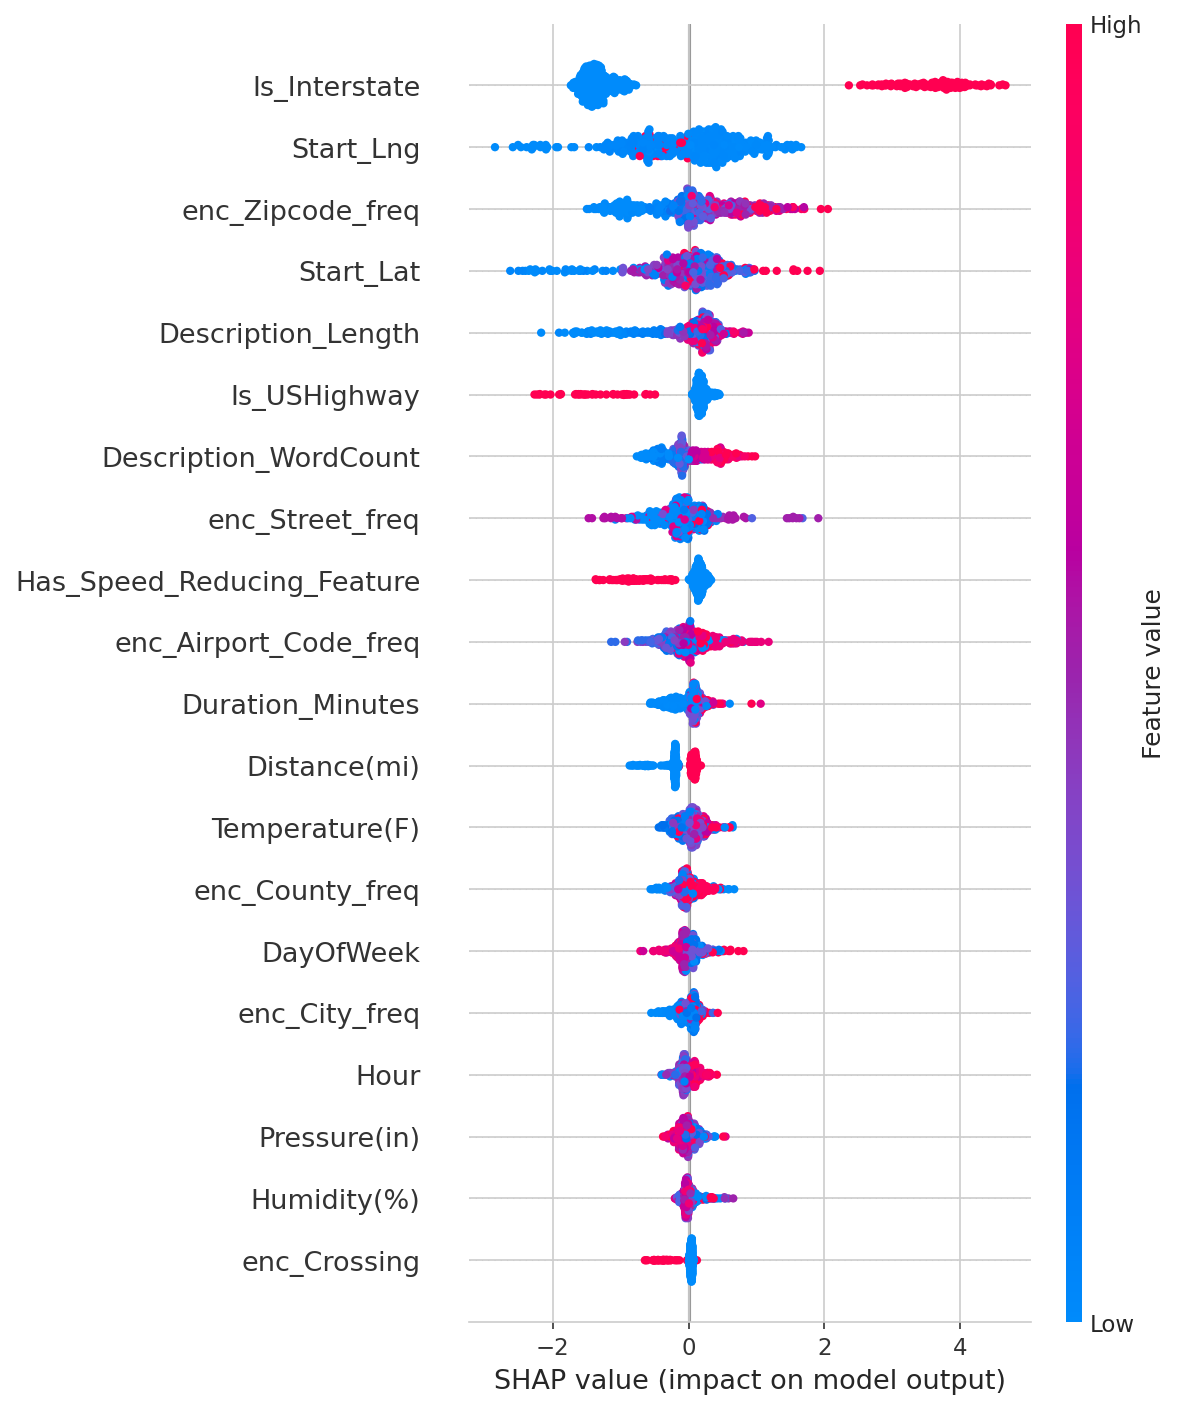 High
Is_Interstate
Start_Lng
enc_Zipcode_freq
Start_Lat
Description_Length
Is_USHighway
Description_WordCount
enc_Street_freq
Has_Speed_Reducing_Feature
enc_Airport_Code_freq
Duration_Minutes
Distance(mi)
Temperature(F)
enc_County_freq
DayOfWeek
enc_City_freq
Hour
Pressure(in)
Humidity(%)
enc_Crossing
Feature value
Low
−2 0 2 4
SHAP value (impact on model output)